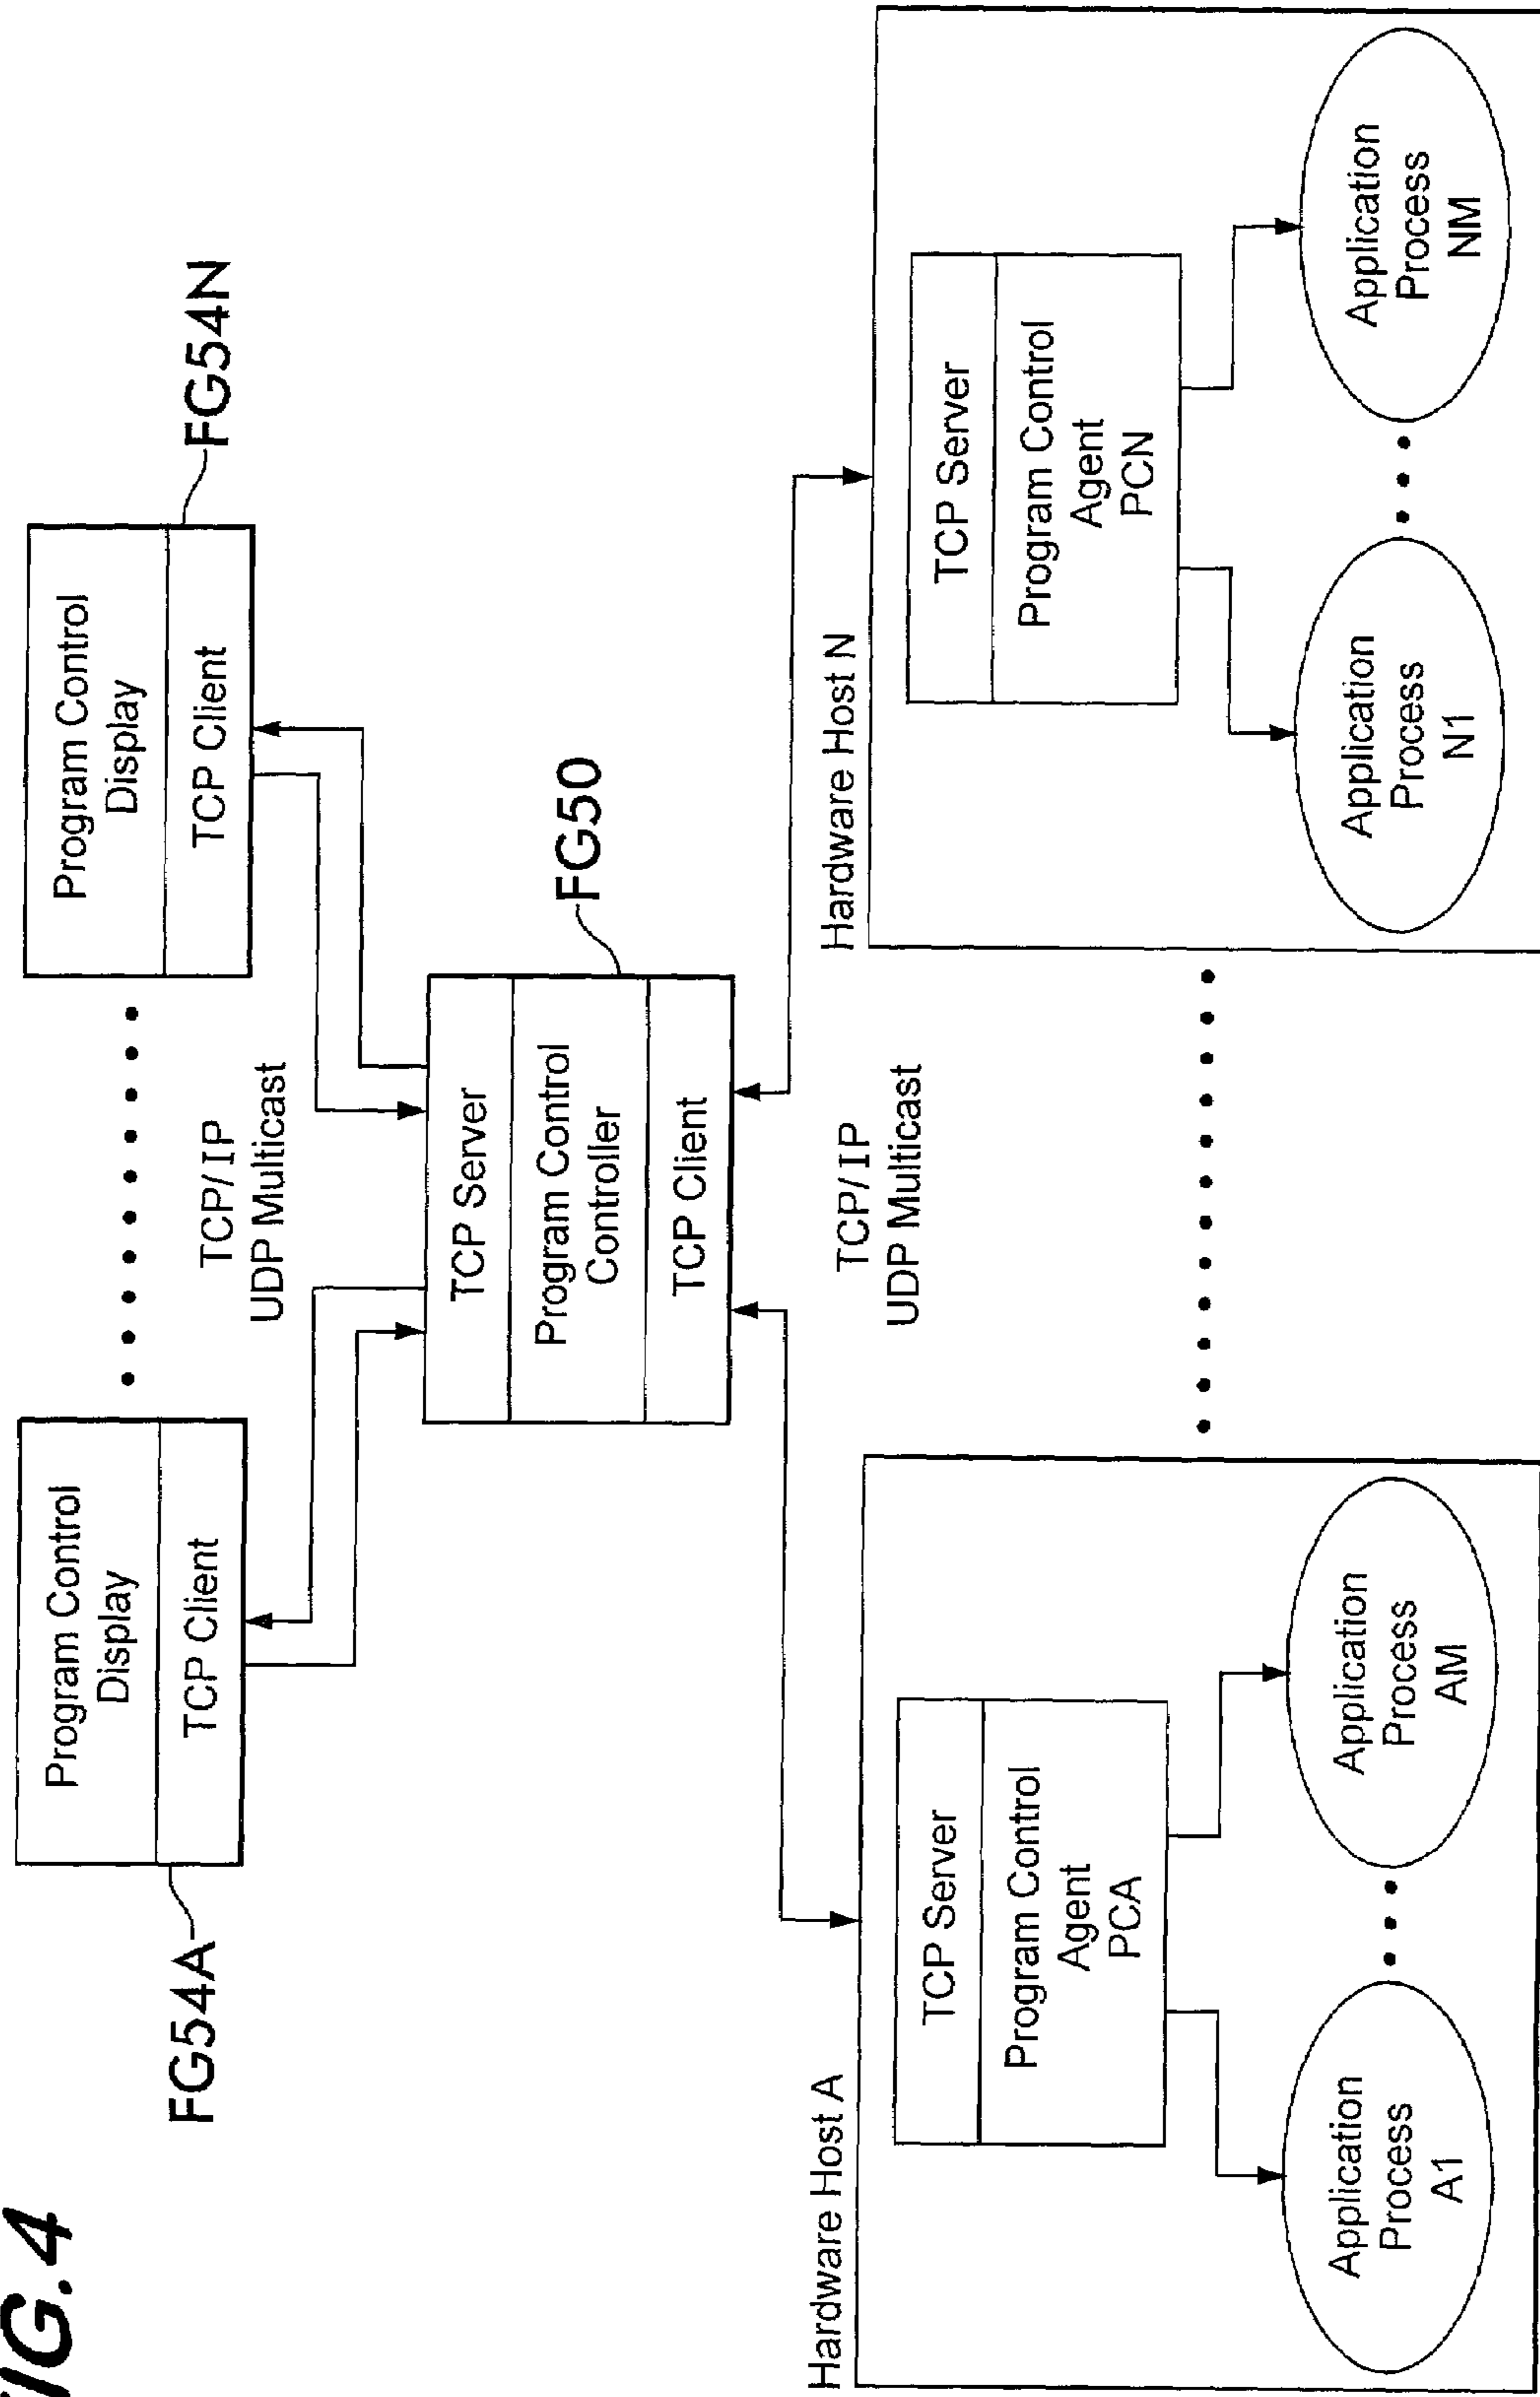 FIG.4
FG54A
Program Control
Display
TCP Client
Program Control
Display
TCP Client
FG54N
TCP/IP
UDP Multicast
TCP Server
Program Control
Controller
TCP Client
FG50
TCP/IP
UDP Multicast
Hardware Host A
TCP Server
Program Control
Agent
PCA
Application
Process
A1
Application
Process
AM
Hardware Host N
TCP Server
Program Control
Agent
PCN
Application
Process
N1
Application
Process
NM